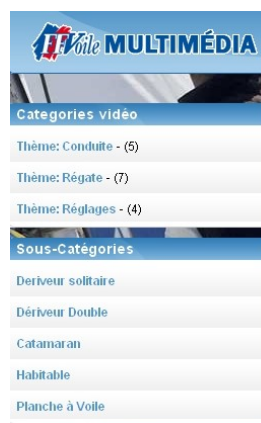 ITVoile MULTIMÉDIA
Categories vidéo
Thème: Conduite - (5)
Thème: Régate - (7)
Thème: Réglages - (4)
Sous-Catégories
Deriveur solitaire
Dériveur Double
Catamaran
Habitable
Planche à Voile